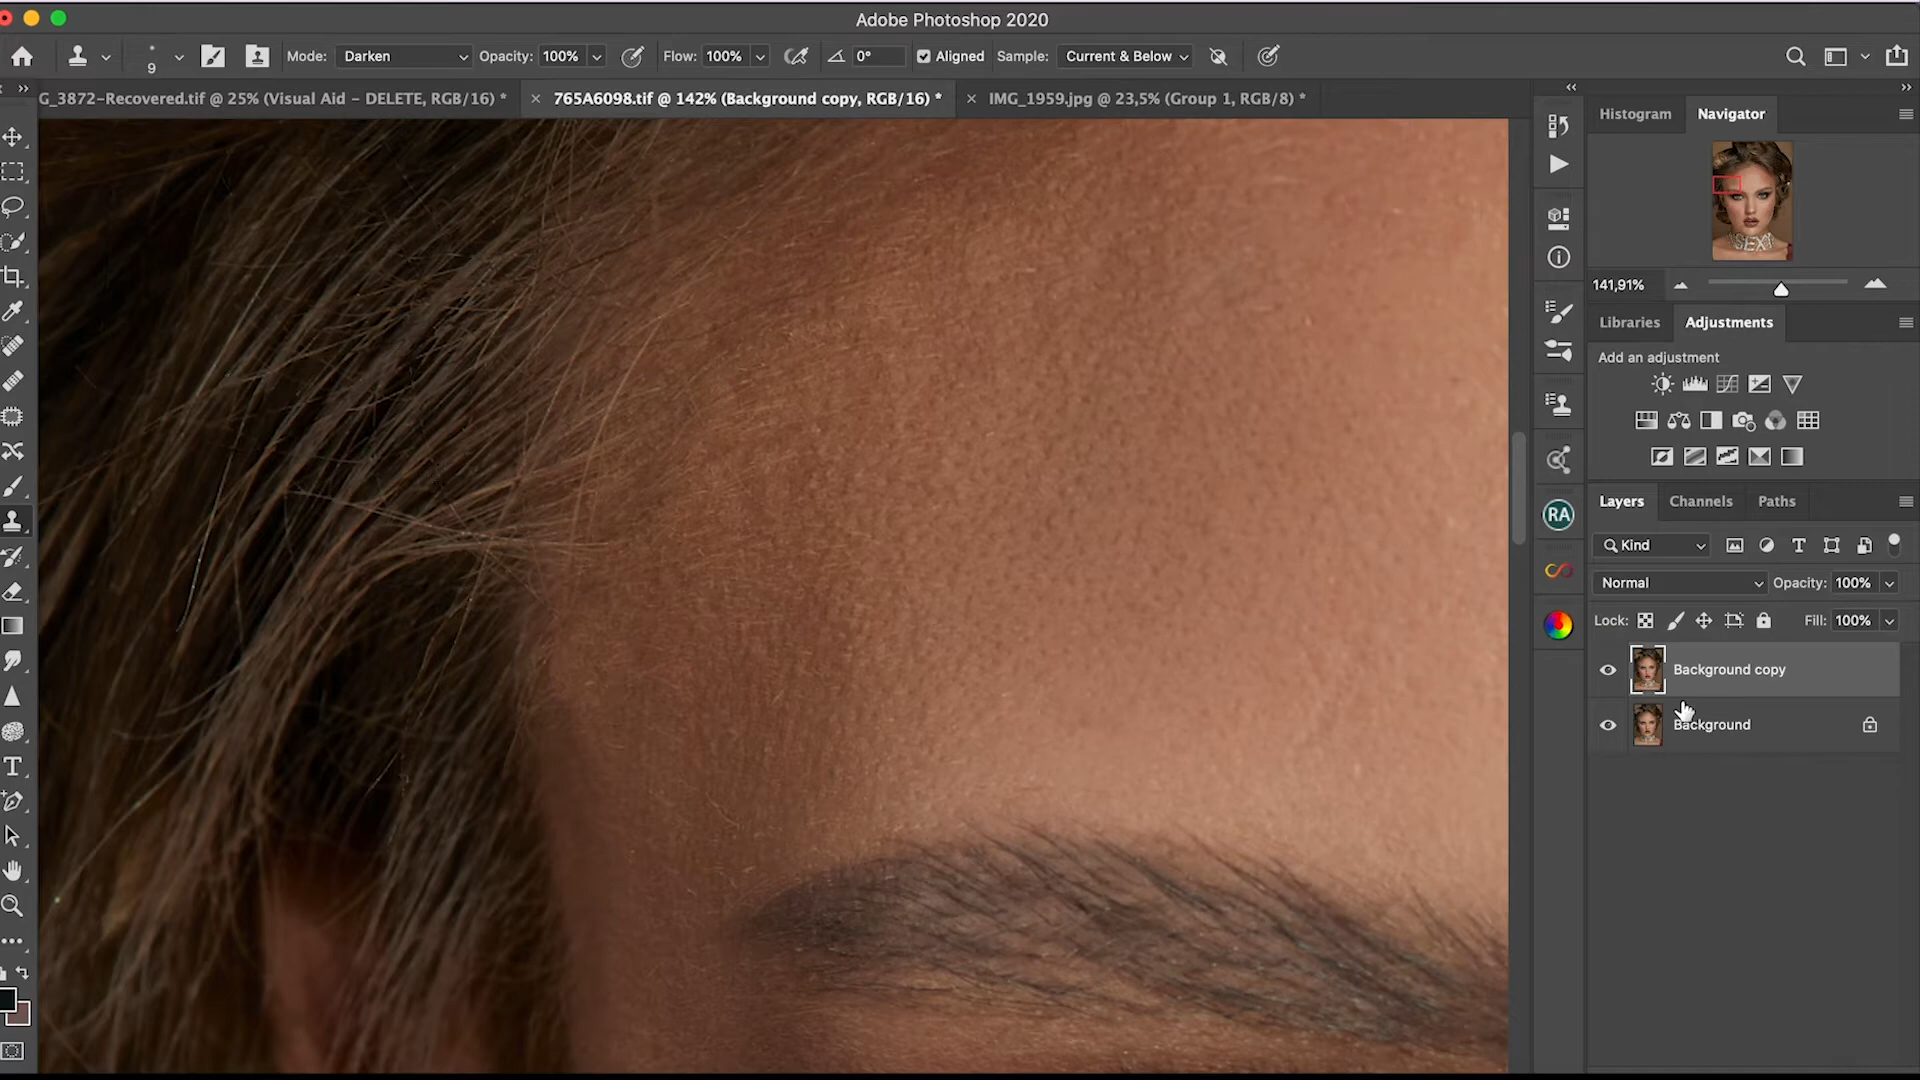 Adobe Photoshop 2020
9 Mode: Darken Opacity: 100% Flow: 100% 0° Aligned Sample: Current & Below
G_3872-Recovered.tif @ 25% (Visual Aid - DELETE, RGB/16) * 765A6098.tif @ 142% (Background copy, RGB/16) * IMG_1959.jpg @ 23,5% (Group 1, RGB/8) *
Histogram Navigator
SEXY
141,91%
Libraries Adjustments
Add an adjustment
Layers Channels Paths
RA
Kind
Normal Opacity: 100%
Lock: Fill: 100%
Background copy
Background